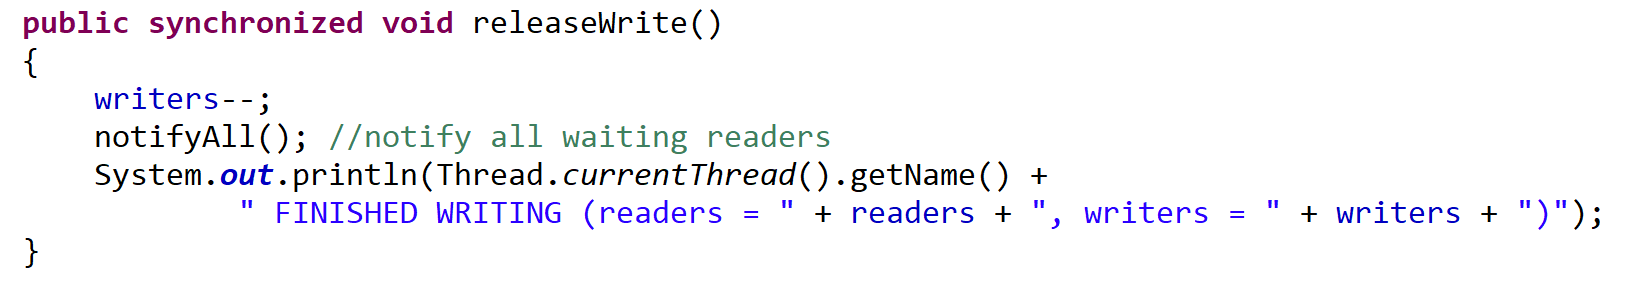 public synchronized void releaseWrite()
{
    writers--;
    notifyAll(); //notify all waiting readers
    System.out.println(Thread.currentThread().getName() +
            " FINISHED WRITING (readers = " + readers + ", writers = " + writers + ")");
}